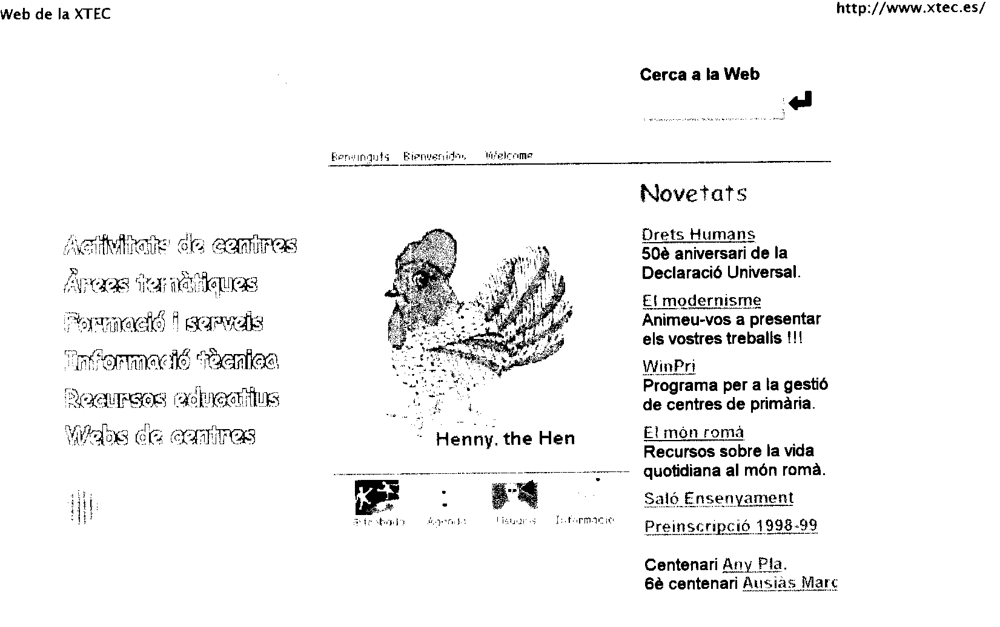 Web de la XTEC
http://www.xtec.es/
Cerca a la Web
Benvinguts Bienvenidos Welcome
Activitats de centres
Àrees temàtiques
Formació i serveis
Informació tècnica
Recursos educatius
Webs de centres
Henny, the Hen
Agenda Usuaris Informació
Novetats
Drets Humans
50è aniversari de la
Declaració Universal.
El modernisme
Animeu-vos a presentar
els vostres treballs !!!
WinPri
Programa per a la gestió
de centres de primària.
El món romà
Recursos sobre la vida
quotidiana al món romà.
Saló Ensenyament
Preinscripció 1998-99
Centenari Any Pla.
6è centenari Ausiàs Marc